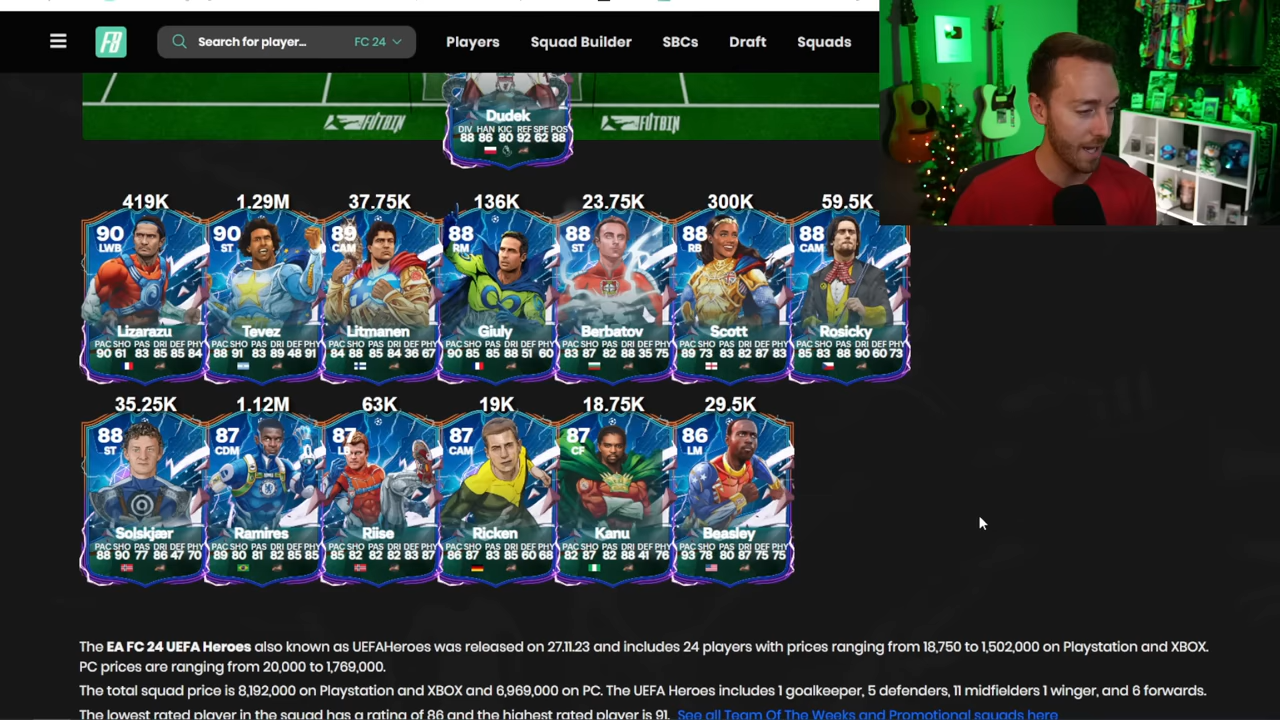 FB Search for player... FC 24 Players Squad Builder SBCs Draft Squads
Dudek
FUTBIN FUTBIN
DIV HAN KIC REF SPE POS
88 86 80 92 62 88
419K 1.29M 37.75K 136K 23.75K 300K 59.5K
90 90 89 88 88 88 88
LWB ST CAM RM ST RB CAM
Lizarazu Tevez Litmanen Giuly Berbatov Scott Rosicky
PAC SHO PAS DRI DEF PHY PAC SHO PAS DRI DEF PHY PAC SHO PAS DRI DEF PHY PAC SHO PAS DRI DEF PHY PAC SHO PAS DRI DEF PHY PAC SHO PAS DRI DEF PHY PAC SHO PAS DRI DEF PHY
90 61 83 85 85 84 88 91 83 89 48 91 84 88 85 84 36 67 90 85 85 88 51 60 83 87 82 88 35 75 89 73 83 82 87 83 85 83 88 90 60 73
35.25K 1.12M 63K 19K 18.75K 29.5K
88 87 87 87 87 86
ST CDM LB CAM CF LM
Solskjær Ramires Riise Ricken Kanu Beasley
PAC SHO PAS DRI DEF PHY PAC SHO PAS DRI DEF PHY PAC SHO PAS DRI DEF PHY PAC SHO PAS DRI DEF PHY PAC SHO PAS DRI DEF PHY PAC SHO PAS DRI DEF PHY
88 90 77 86 47 70 89 80 81 82 85 85 85 82 82 82 83 87 86 87 83 85 60 68 82 87 82 88 41 76 93 78 80 87 75 75
The EA FC 24 UEFA Heroes also known as UEFAHeroes was released on 27.11.23 and includes 24 players with prices ranging from 18,750 to 1,502,000 on Playstation and XBOX.
PC prices are ranging from 20,000 to 1,769,000.
The total squad price is 8,192,000 on Playstation and XBOX and 6,969,000 on PC. The UEFA Heroes includes 1 goalkeeper, 5 defenders, 11 midfielders 1 winger, and 6 forwards.
The lowest rated player in the squad has a rating of 86 and the highest rated player is 91. See all Team Of The Weeks and Promotional squads here